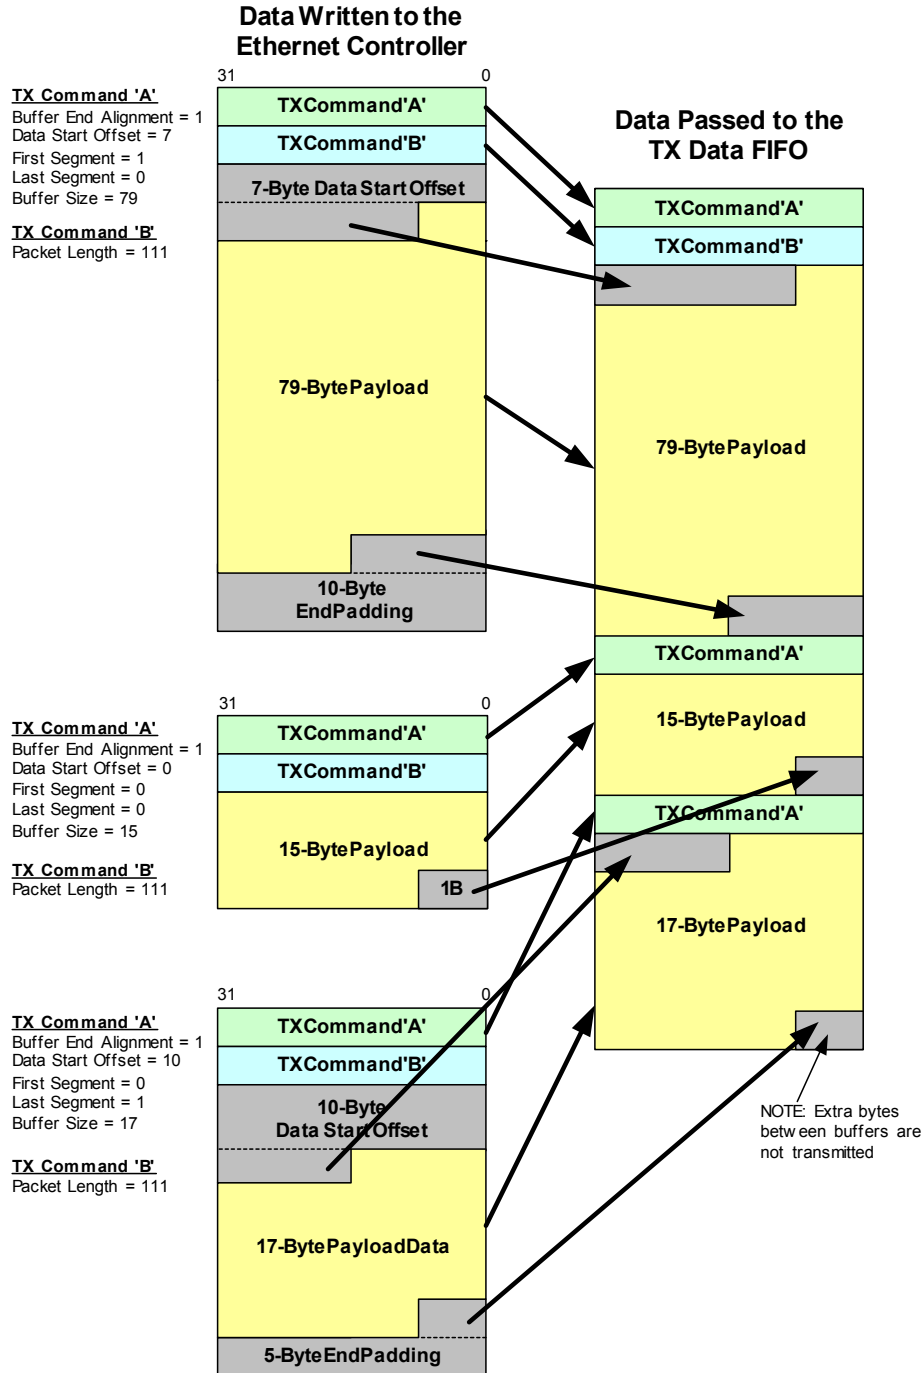 Data Written to the
Ethernet Controller
31 0
TX Command 'A'
Buffer End Alignment = 1
Data Start Offset = 7
First Segment = 1
Last Segment = 0
Buffer Size = 79
TX Command 'B'
Packet Length = 111
TXCommand'A'
TXCommand'B'
7-Byte Data Start Offset
79-BytePayload
10-Byte
EndPadding
Data Passed to the
TX Data FIFO
TXCommand'A'
TXCommand'B'
79-BytePayload
TXCommand'A'
15-BytePayload
TXCommand'A'
17-BytePayload
NOTE: Extra bytes
between buffers are
not transmitted
31 0
TX Command 'A'
Buffer End Alignment = 1
Data Start Offset = 0
First Segment = 0
Last Segment = 0
Buffer Size = 15
TX Command 'B'
Packet Length = 111
TXCommand'A'
TXCommand'B'
15-BytePayload
1B
31 0
TX Command 'A'
Buffer End Alignment = 1
Data Start Offset = 10
First Segment = 0
Last Segment = 1
Buffer Size = 17
TX Command 'B'
Packet Length = 111
TXCommand'A'
TXCommand'B'
10-Byte
Data StartOffset
17-BytePayloadData
5-ByteEndPadding